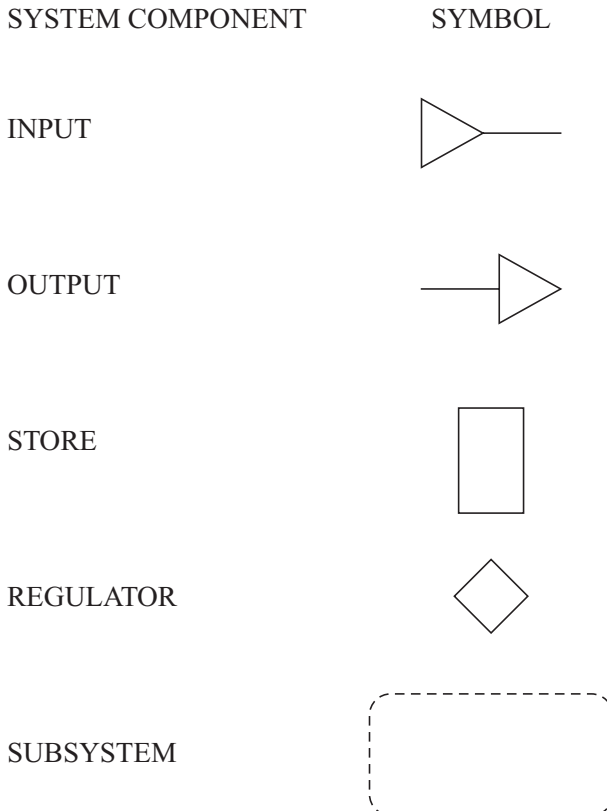 SYSTEM COMPONENT SYMBOL
INPUT
OUTPUT
STORE
REGULATOR
SUBSYSTEM